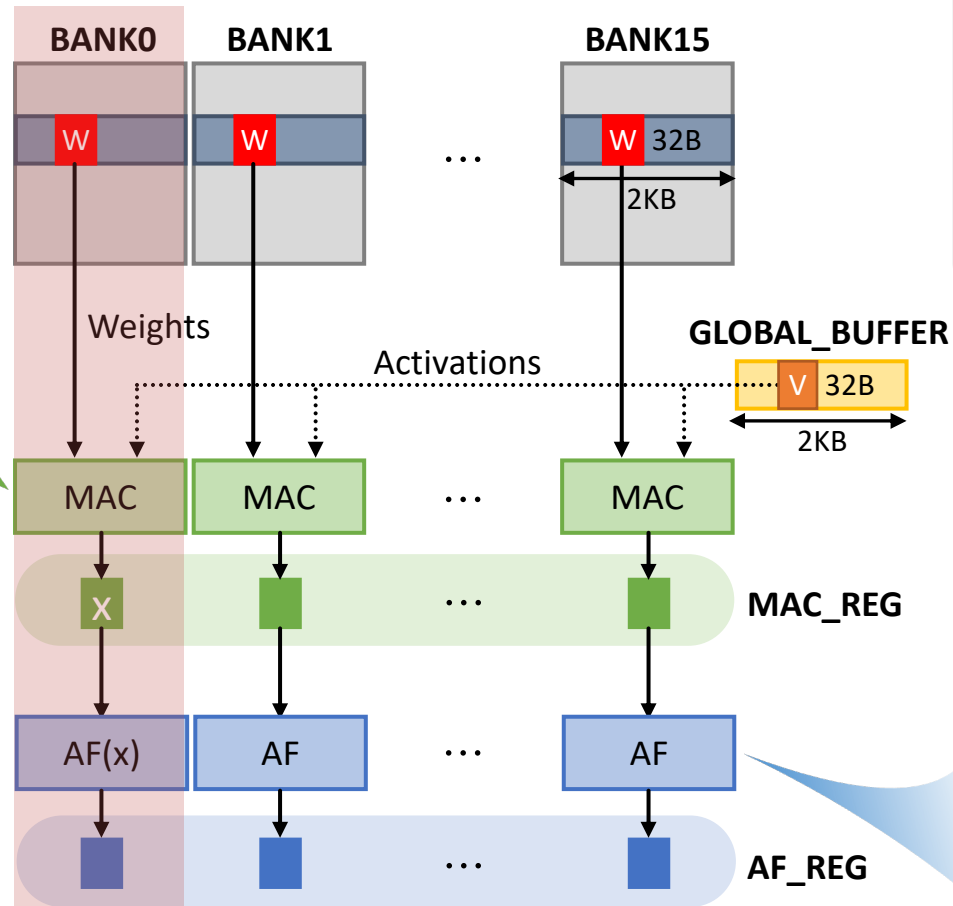 BANK0 BANK1 BANK15
W W ... W 32B
2KB
Weights
GLOBAL_BUFFER
Activations
V 32B
2KB
MAC MAC ... MAC
X ... MAC_REG
AF(x) AF ... AF
... AF_REG